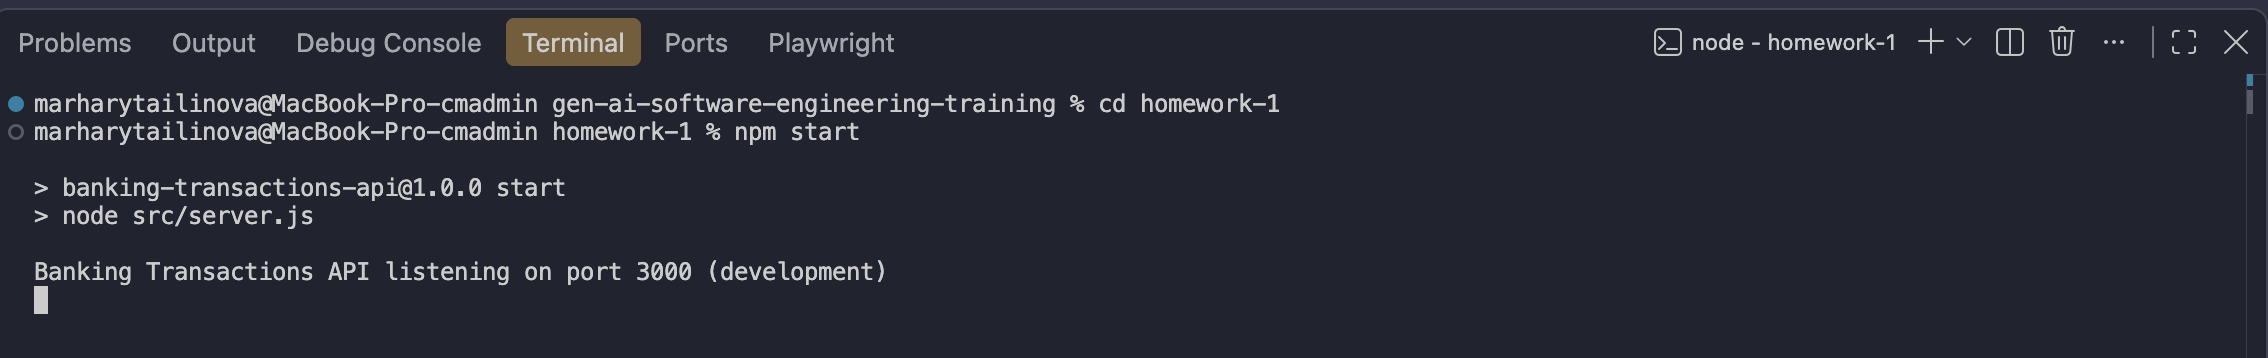 Problems Output Debug Console Terminal Ports Playwright node - homework-1
marharytailinova@MacBook-Pro-cmadmin gen-ai-software-engineering-training % cd homework-1
marharytailinova@MacBook-Pro-cmadmin homework-1 % npm start
> banking-transactions-api@1.0.0 start
> node src/server.js
Banking Transactions API listening on port 3000 (development)